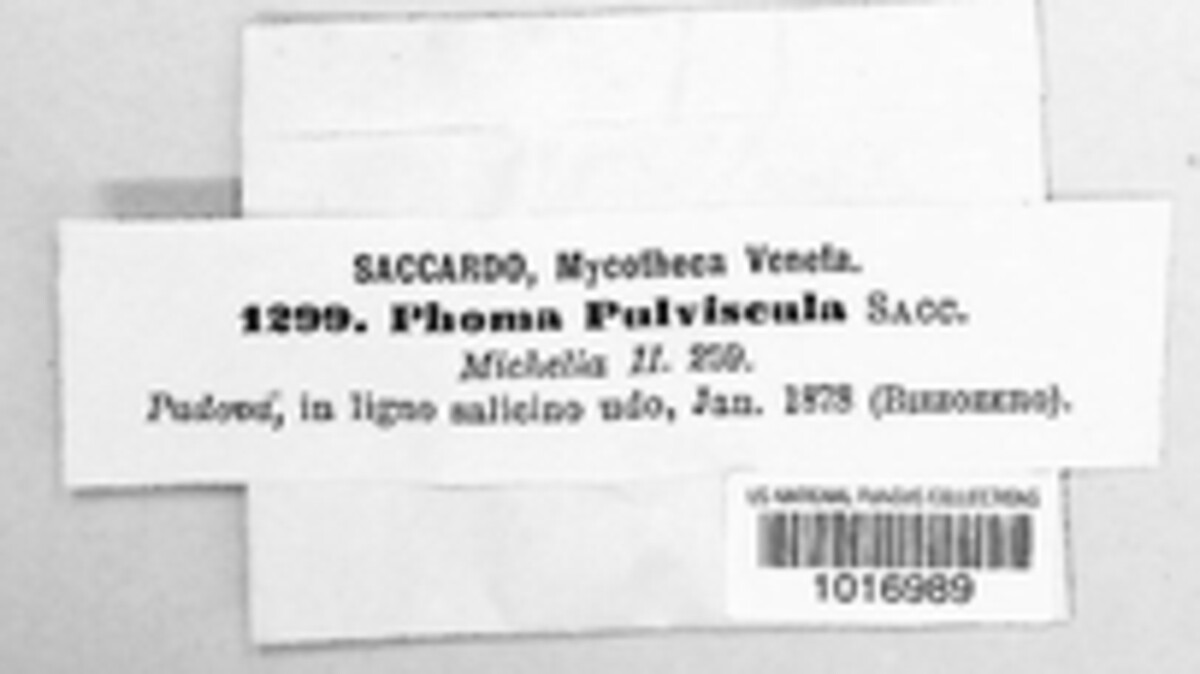 SACCARDO, Mycotheca Veneta.
1299. Phoma Pulviscula SACC.
Michelia II. 259.
Padova, in ligno salicino udo, Jan. 1878 (BIZZOZERO).
US NATIONAL FUNGUS COLLECTIONS
1016989